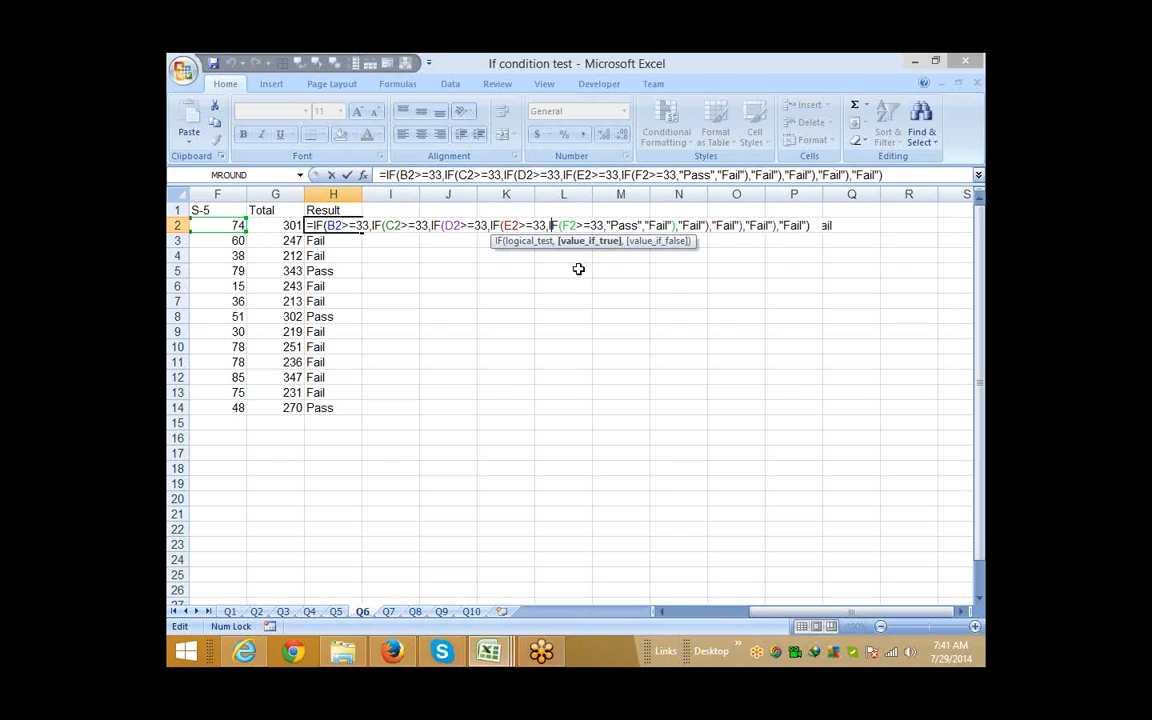 If condition test - Microsoft Excel
Home Insert Page Layout Formulas Data Review View Developer Team
Paste 11 A A General Conditional Formatting Format as Table Cell Styles Insert Delete Format Σ Sort & Filter Find & Select
B I U $ % ,
Clipboard Font Alignment Number Styles Cells Editing
MROUND fx =IF(B2>=33,IF(C2>=33,IF(D2>=33,IF(E2>=33,IF(F2>=33,"Pass","Fail"),"Fail"),"Fail"),"Fail"),"Fail")
F G H I J K L M N O P Q R S
1 S-5 Total Result
2 74 301 =IF(B2>=33,IF(C2>=33,IF(D2>=33,IF(E2>=33,IF(F2>=33,"Pass","Fail"),"Fail"),"Fail"),"Fail"),"Fail") ail
3 60 247 Fail IF(logical_test, [value_if_true], [value_if_false])
4 38 212 Fail
5 79 343 Pass
6 15 243 Fail
7 36 213 Fail
8 51 302 Pass
9 30 219 Fail
10 78 251 Fail
11 78 236 Fail
12 85 347 Fail
13 75 231 Fail
14 48 270 Pass
15
16
17
18
19
20
21
22
23
24
25
26
27
Q1 Q2 Q3 Q4 Q5 Q6 Q7 Q8 Q9 Q10
Edit Num Lock 100%
Links Desktop » 7:41 AM
7/29/2014